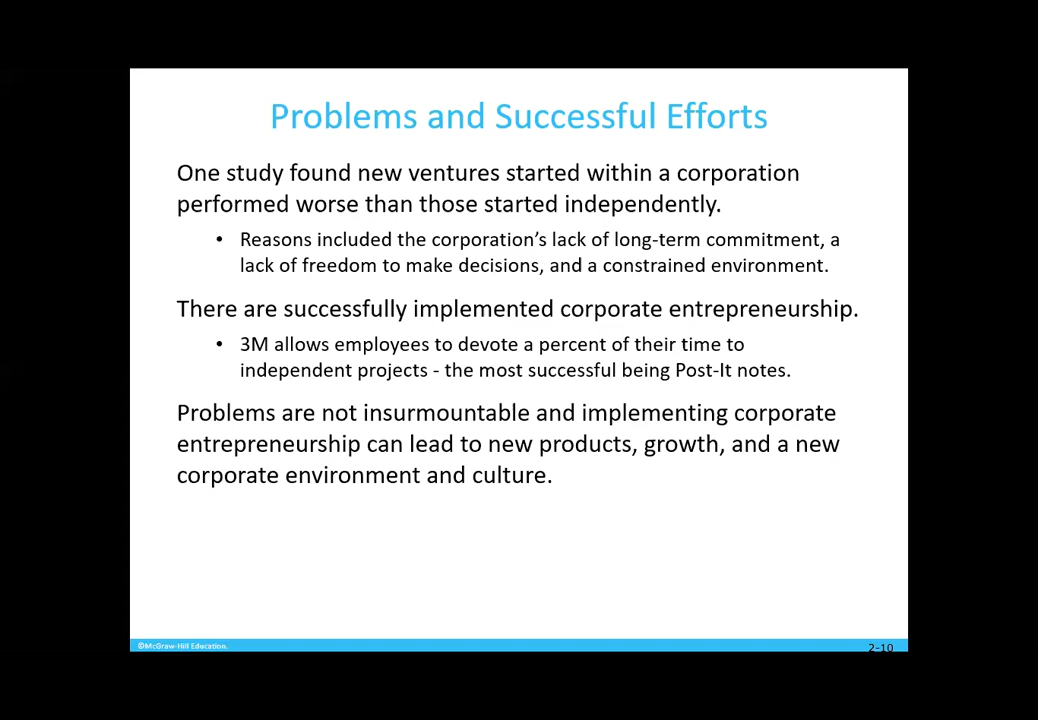 Problems and Successful Efforts
One study found new ventures started within a corporation
performed worse than those started independently.
• Reasons included the corporation’s lack of long-term commitment, a
lack of freedom to make decisions, and a constrained environment.
There are successfully implemented corporate entrepreneurship.
• 3M allows employees to devote a percent of their time to
independent projects - the most successful being Post-It notes.
Problems are not insurmountable and implementing corporate
entrepreneurship can lead to new products, growth, and a new
corporate environment and culture.
©McGraw-Hill Education.
2-10